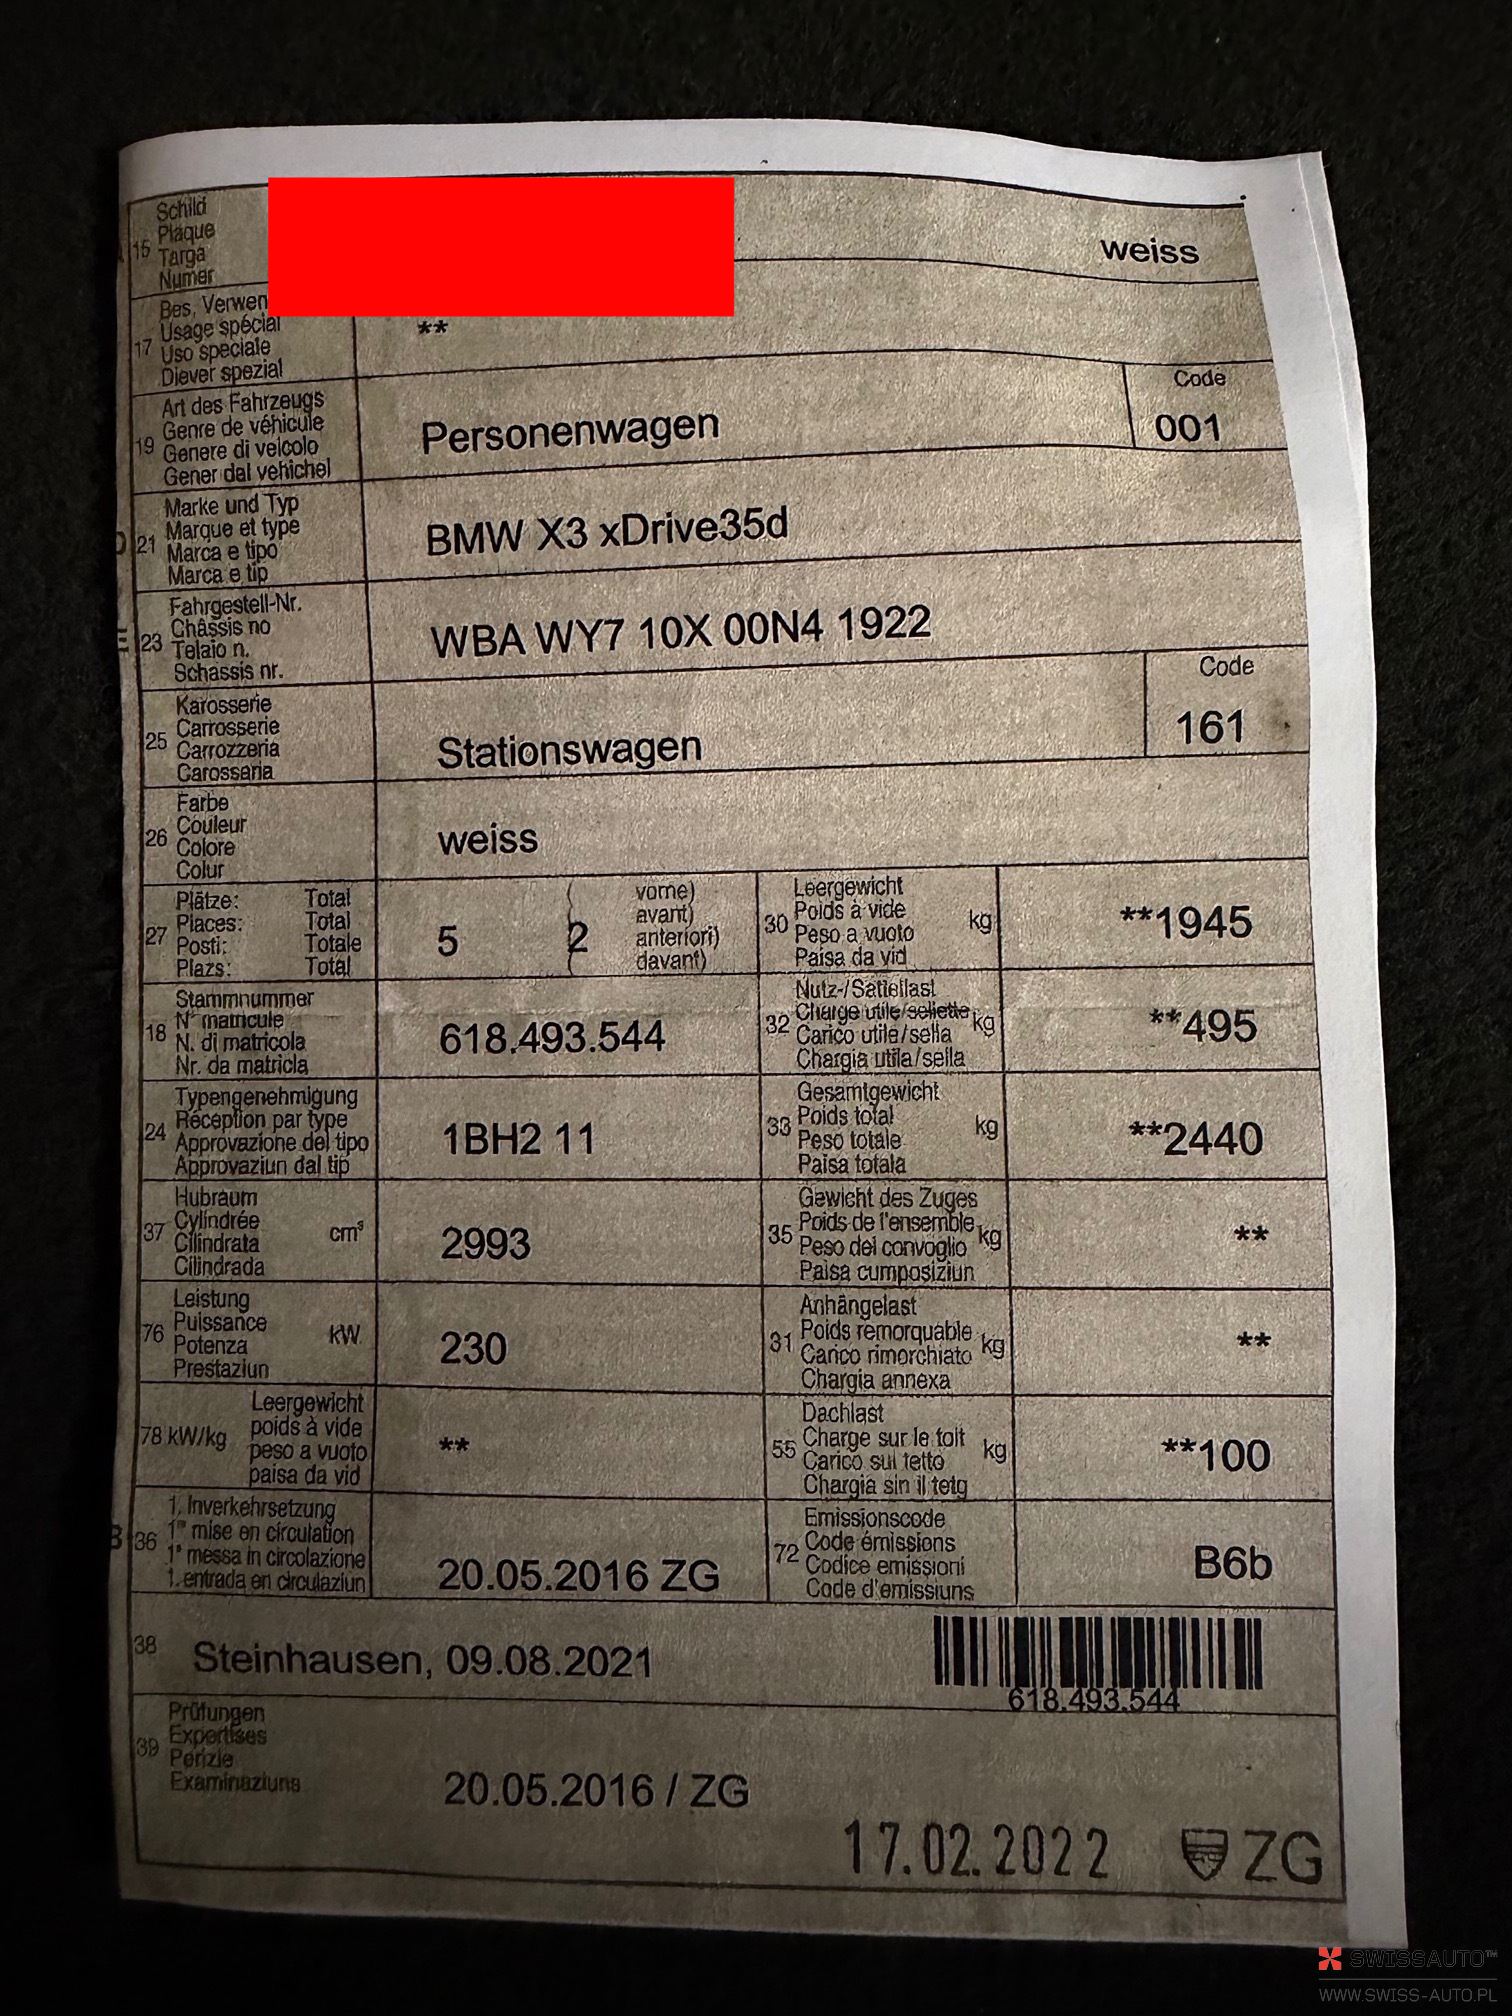 15 Schild
Plaque
Targa
Numer
weiss
17 Bes. Verwen
Usage spécial
Uso speciale
Diever spezial
**
19 Art des Fahrzeugs
Genre de véhicule
Genere di veicolo
Gener dal vehichel
Personenwagen
Code
001
21 Marke und Typ
Marque et type
Marca e tipo
Marca e tip
BMW X3 xDrive35d
23 Fahrgestell-Nr.
Châssis no
Telaio n.
Schassis nr.
WBA WY7 10X 00N4 1922
25 Karosserie
Carrosserie
Carrozzeria
Carossaria
Stationswagen
Code
161
26 Farbe
Couleur
Colore
Colur
weiss
27 Plätze: Total
Places: Total
Posti: Totale
Plazs: Total
5 ( 2 vorne)
avant)
anteriori)
davant)
30 Leergewicht
Poids à vide
Peso a vuoto
Paisa da vid
kg
**1945
18 Stammnummer
N° matricule
N. di matricola
Nr. da matricla
618.493.544
32 Nutz-/Sattellast
Charge utile/sellette
Carico utile/sella
Chargia utila/sella
kg
**495
24 Typengenehmigung
Réception par type
Approvazione del tipo
Approvaziun dal tip
1BH2 11
33 Gesamtgewicht
Poids total
Peso totale
Paisa totala
kg
**2440
37 Hubraum
Cylindrée
Cilindrata
Cilindrada
cm³
2993
35 Gewicht des Zuges
Poids de l'ensemble
Peso del convoglio
Paisa cumposiziun
kg
**
76 Leistung
Puissance
Potenza
Prestaziun
kW
230
31 Anhängelast
Poids remorquable
Carico rimorchiato
Chargia annexa
kg
**
78 kW/kg
Leergewicht
poids à vide
peso a vuoto
paisa da vid
**
55 Dachlast
Charge sur le toit
Carico sul tetto
Chargia sin il tetg
kg
**100
B 36 1. Inverkehrsetzung
1re mise en circulation
1a messa in circolazione
1. entrada en circulaziun
20.05.2016 ZG
72 Emissionscode
Code émissions
Codice emissioni
Code d'emissiuns
B6b
38 Steinhausen, 09.08.2021
618.493.544
39 Prüfungen
Expertises
Perizie
Examinaziuns
20.05.2016 / ZG
17.02.2022 ZG
SWISSAUTO™
WWW.SWISS-AUTO.PL